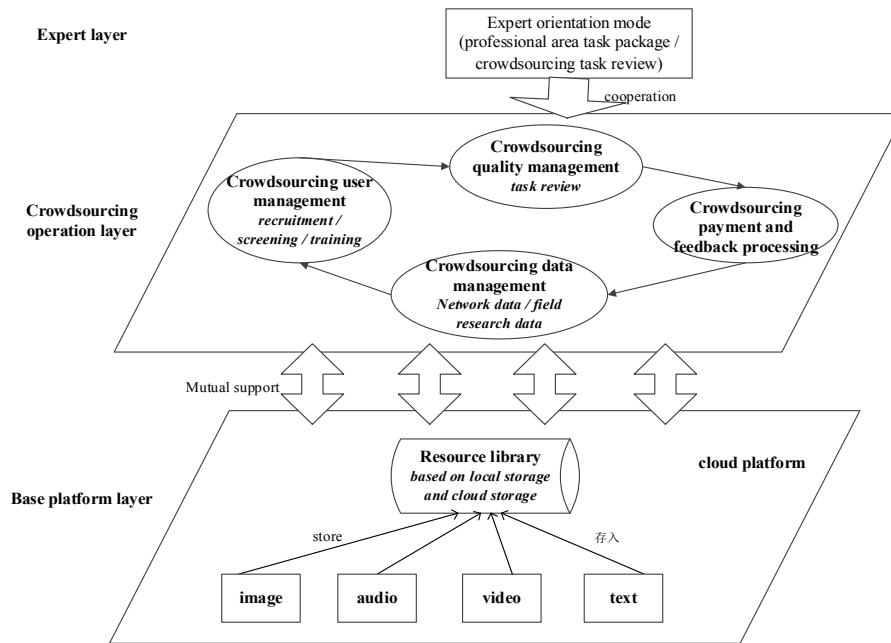 Expert layer
Expert orientation mode
(professional area task package /
crowdsourcing task review)
cooperation
Crowdsourcing
quality management
task review
Crowdsourcing user
management
recruitment /
screening / training
Crowdsourcing
operation layer
Crowdsourcing
payment and
feedback processing
Crowdsourcing data
management
Network data / field
research data
Mutual support
Resource library
based on local storage
and cloud storage
cloud platform
Base platform layer
store
存入
image
audio
video
text